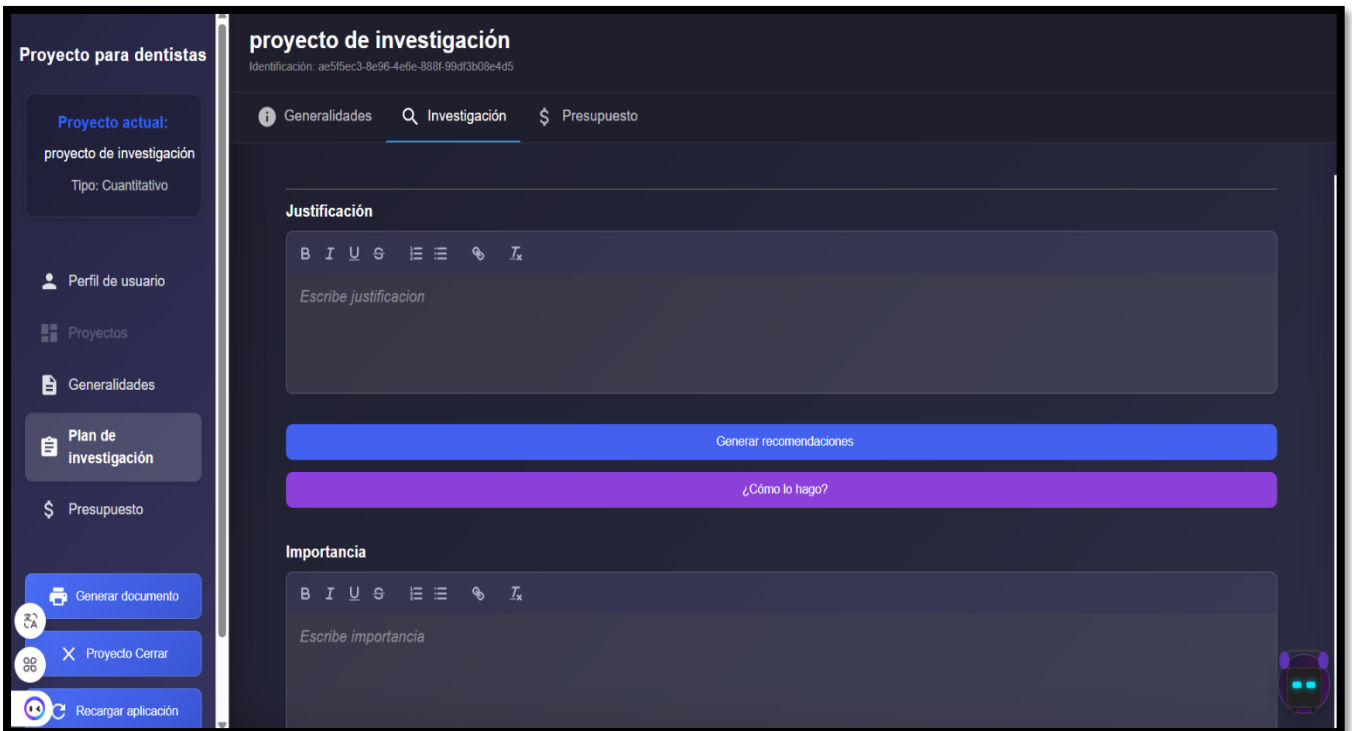 Proyecto para dentistas
Proyecto actual:
proyecto de investigación
Tipo: Cuantitativo
Perfil de usuario
Proyectos
Generalidades
Plan de
investigación
Presupuesto
Generar documento
Proyecto Cerrar
Recargar aplicación
proyecto de investigación
Identificación: ae5f5ec3-8e96-4e6e-888f-99df3b08e4d5
Generalidades
Investigación
Presupuesto
Justificación
Escribe justificacion
Generar recomendaciones
¿Cómo lo hago?
Importancia
Escribe importancia